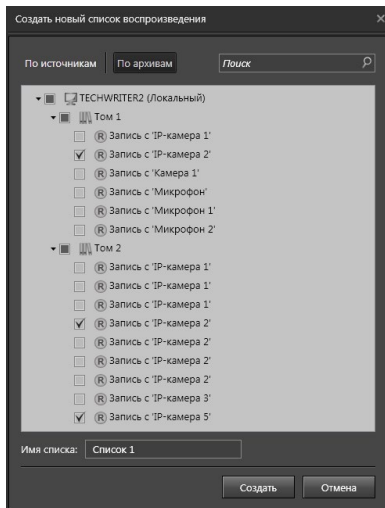 Создать новый список воспроизведения
По источникам По архивам Поиск
TECHWRITER2 (Локальный)
Том 1
Запись с 'IP-камера 1'
Запись с 'IP-камера 2'
Запись с 'Камера 1'
Запись с 'Микрофон'
Запись с 'Микрофон 1'
Запись с 'Микрофон 2'
Том 2
Запись с 'IP-камера 1'
Запись с 'IP-камера 1'
Запись с 'IP-камера 1'
Запись с 'IP-камера 2'
Запись с 'IP-камера 2'
Запись с 'IP-камера 2'
Запись с 'IP-камера 2'
Запись с 'IP-камера 3'
Запись с 'IP-камера 5'
Имя списка: Список 1
Создать Отмена